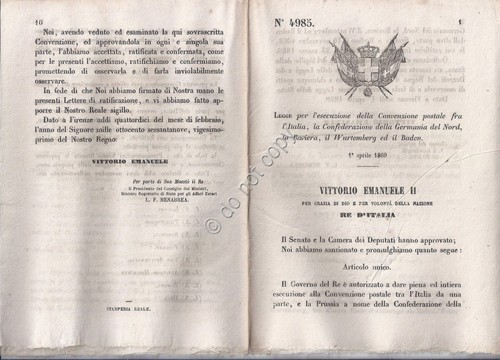 16
Noi, avendo veduto ed esaminato la qui sovrascritta
Convenzione, ed approvandola in ogni e singola sua
parte, l'abbiamo accettata, ratificata e confermata, come
per le presenti l'accettiamo, ratifichiamo e confermiamo,
promettendo di osservarla e di farla inviolabilmente
osservare.
In fede di che Noi abbiamo firmato di Nostra mano le
presenti Lettere di ratificazione, e vi abbiamo fatto ap-
porre il Nostro Reale sigillo.
Dato a Firenze addì quattordici del mese di febbraio,
l'anno del Signore mille ottocento sessantanove, vigesimo-
primo del Nostro Regno.
VITTORIO EMANUELE
Per parte di Sua Maestà il Re
Il Presidente del Consiglio dei Ministri,
Ministro Segretario di Stato per gli Affari Esteri
L. F. MENABREA.
STAMPERIA REALE.
N° 4985.
1
LEGGE per l'esecuzione della Convenzione postale fra
l'Italia, la Confederazione della Germania del Nord,
la Baviera, il Wurtemberg ed il Baden.
1° aprile 1869
VITTORIO EMANUELE II
PER GRAZIA DI DIO E PER VOLONTÀ DELLA NAZIONE
RE D'ITALIA
Il Senato e la Camera dei Deputati hanno approvato;
Noi abbiamo sanzionato e promulghiamo quanto segue:
Articolo unico.
Il Governo del Re è autorizzato a dare piena ed intiera
esecuzione alla Convenzione postale tra l'Italia da una
parte, e la Prussia a nome della Confederazione della
do not copy